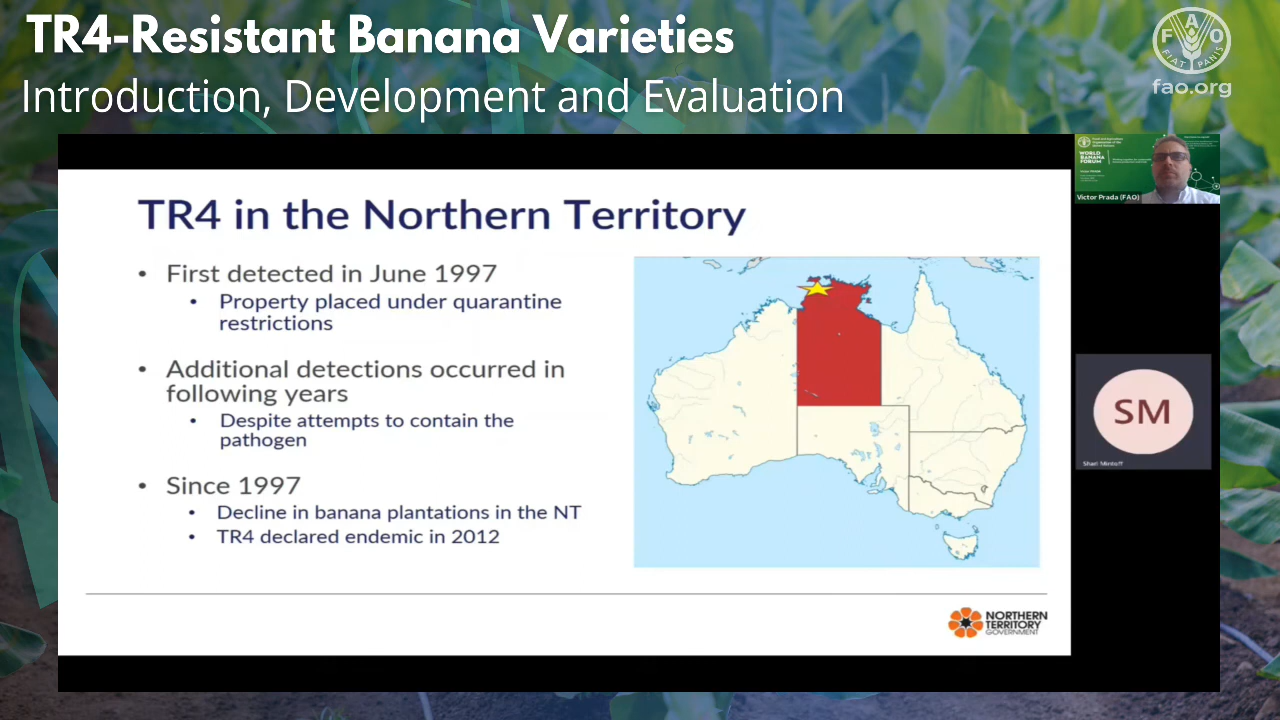 TR4-Resistant Banana Varieties
Introduction, Development and Evaluation
FAO
FIAT PANIS
fao.org
TR4 in the Northern Territory
• First detected in June 1997
• Property placed under quarantine
restrictions
• Additional detections occurred in
following years
• Despite attempts to contain the
pathogen
• Since 1997
• Decline in banana plantations in the NT
• TR4 declared endemic in 2012
NORTHERN
TERRITORY
GOVERNMENT
WORLD
BANANA
FORUM
Victor Prada (FAO)
SM
Shari Mintoff